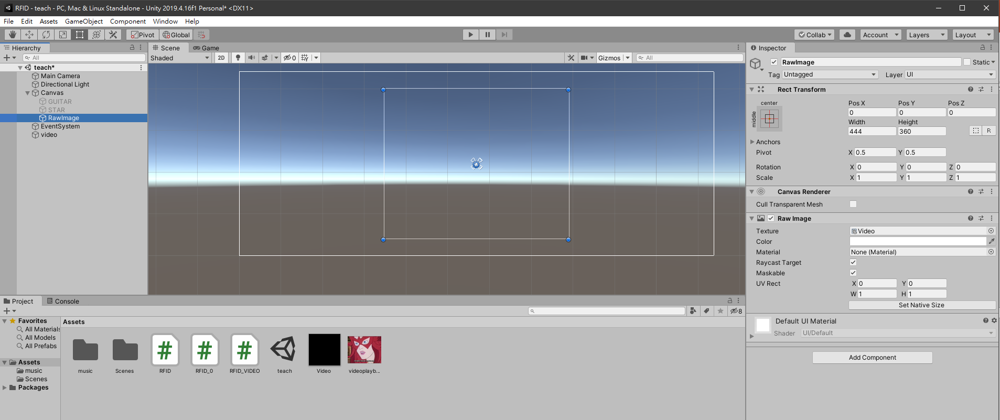 RFID - teach - PC, Mac & Linux Standalone - Unity 2019.4.16f1 Personal* <DX11>
File Edit Assets GameObject Component Window Help
Pivot Global Collab Account Layers Layout
Hierarchy
All
teach*
Main Camera
Directional Light
Canvas
GUITAR
STAR
RawImage
EventSystem
video
Scene Game
Shaded 2D 0 Gizmos All
Inspector
RawImage Static
Tag Untagged Layer UI
Rect Transform
center
middle
Pos X Pos Y Pos Z
0 0 0
Width Height
444 360 R
Anchors
Pivot X 0.5 Y 0.5
Rotation X 0 Y 0 Z 0
Scale X 1 Y 1 Z 1
Canvas Renderer
Cull Transparent Mesh
Raw Image
Texture Video
Color
Material None (Material)
Raycast Target
Maskable
UV Rect X 0 Y 0
W 1 H 1
Set Native Size
Default UI Material
Shader UI/Default
Add Component
Project Console
8
Favorites
All Materials
All Models
All Prefabs
Assets
music
Scenes
Packages
Assets
music Scenes RFID RFID_0 RFID_VIDEO teach Video videoplayb...